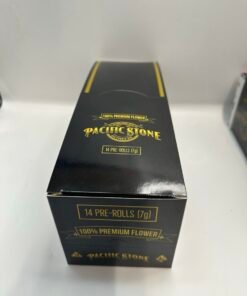 100% PREMIUM FLOWER
PACIFIC STONE
14 PRE-ROLLS (7g)
14 PRE-ROLLS (7g)
100% PREMIUM FLOWER
PACIFIC STONE